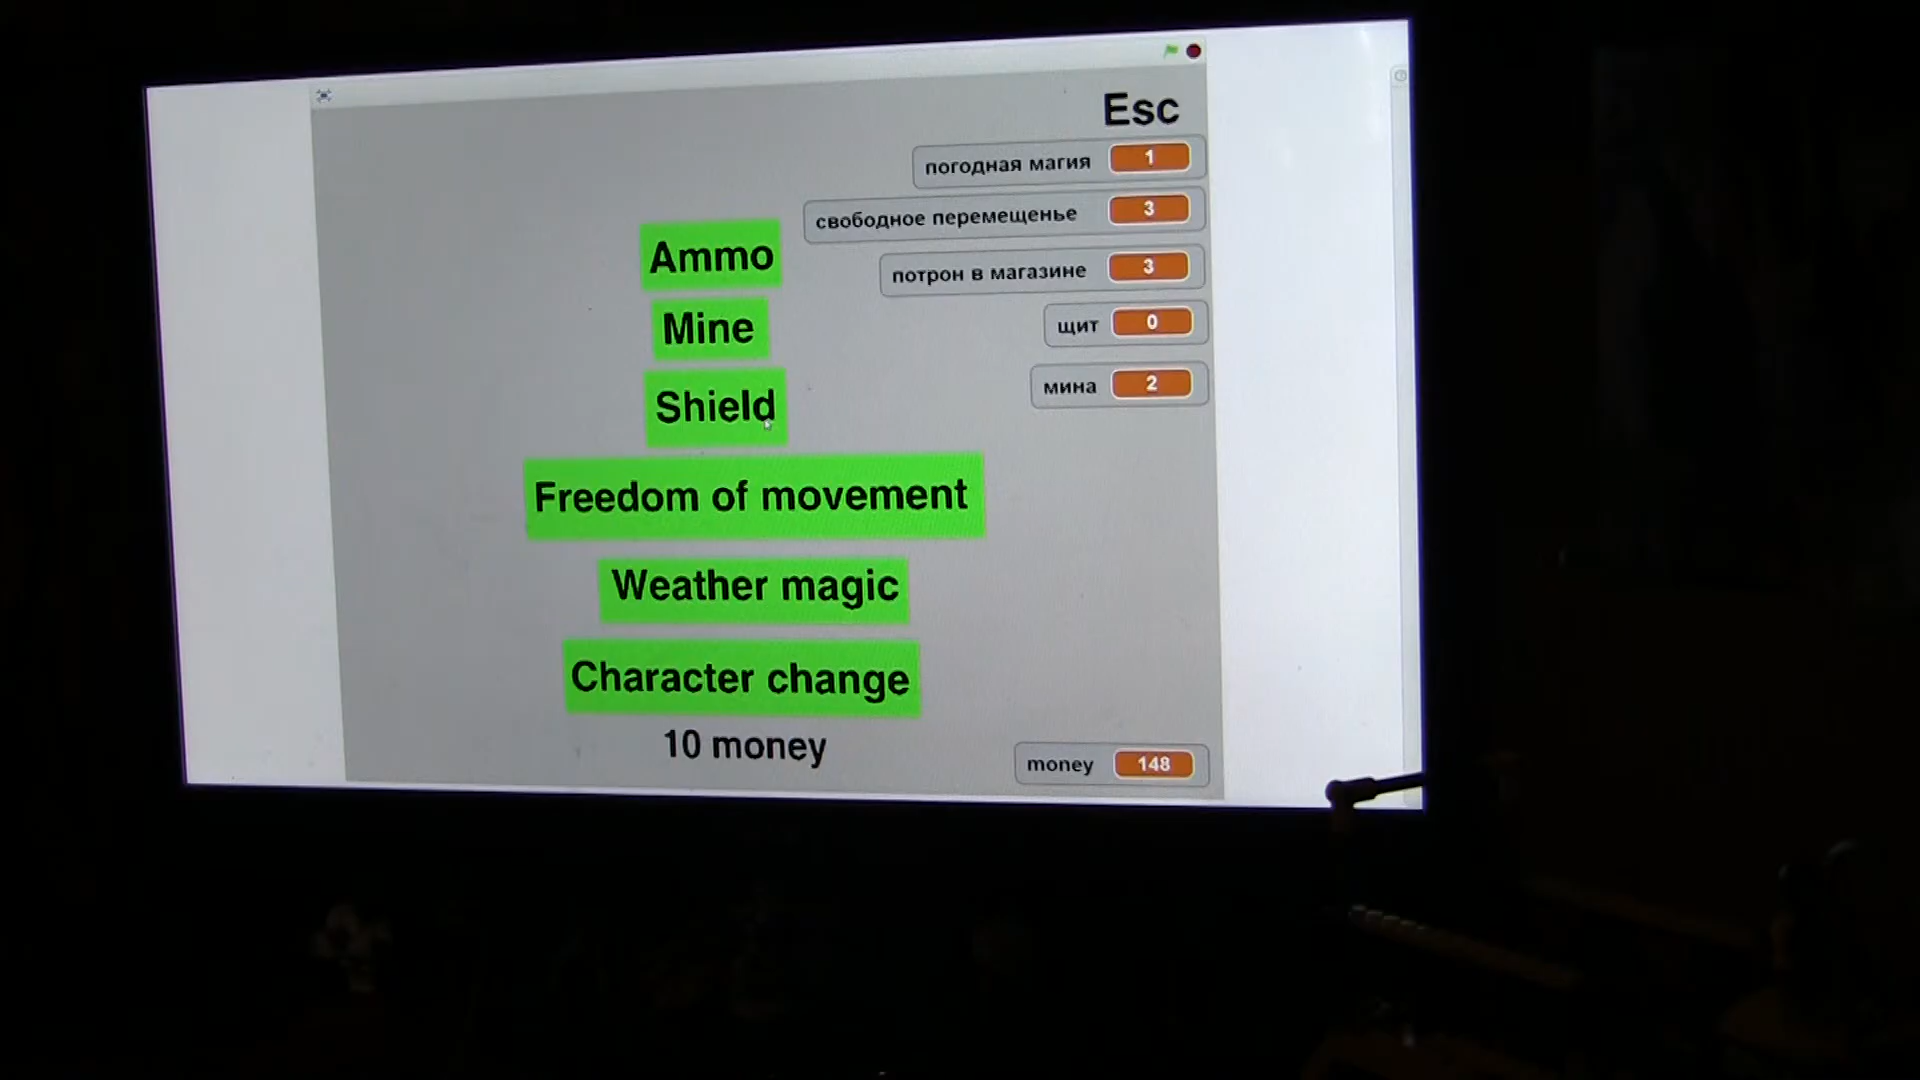 Esc
погодная магия 1
свободное перемещенье 3
потрон в магазине 3
щит 0
мина 2
Ammo
Mine
Shield
Freedom of movement
Weather magic
Character change
10 money
money 148